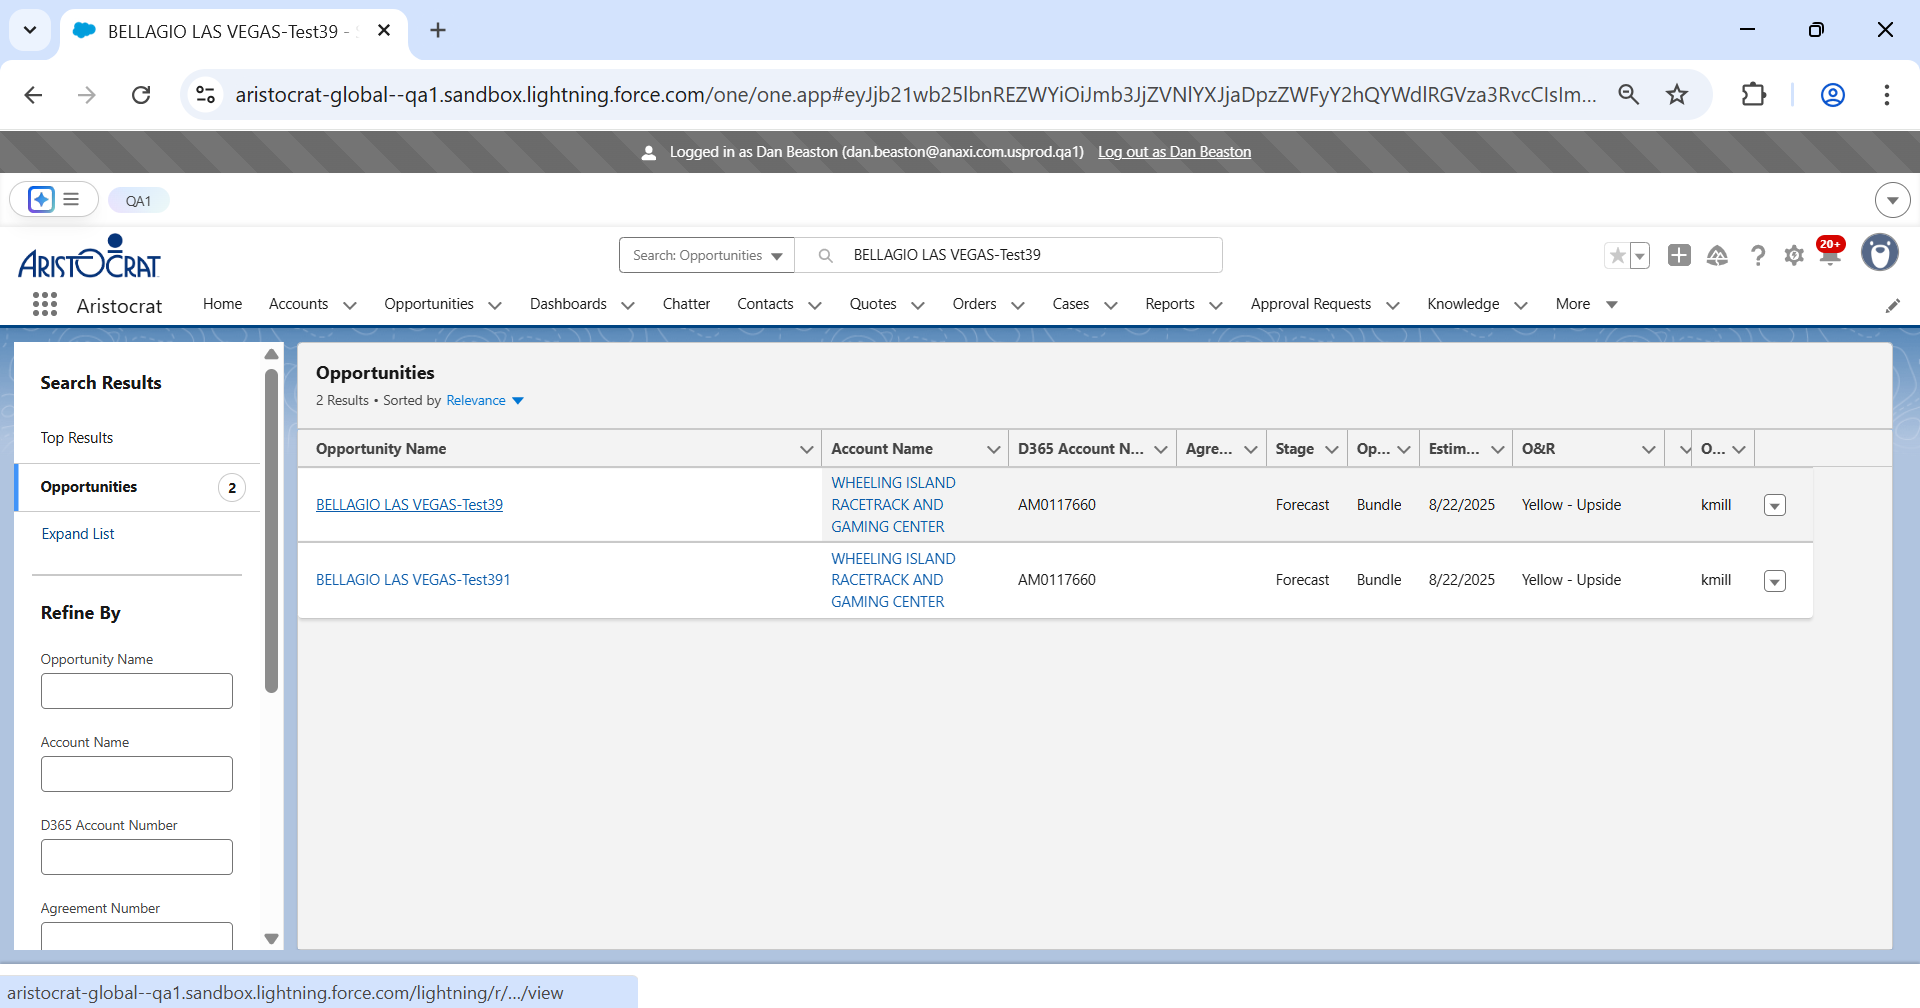 BELLAGIO LAS VEGAS-Test39 -
aristocrat-global--qa1.sandbox.lightning.force.com/one/one.app#eyJjb21wb25lbnREZWYiOiJmb3JjZVNlYXJjaDpzZWFyY2hQYWdlRGVza3RvcCIsIm...
Logged in as Dan Beaston (dan.beaston@anaxi.com.usprod.qa1) Log out as Dan Beaston
QA1
ARISTOCRAT
Search: Opportunities
BELLAGIO LAS VEGAS-Test39
20+
Aristocrat
Home
Accounts
Opportunities
Dashboards
Chatter
Contacts
Quotes
Orders
Cases
Reports
Approval Requests
Knowledge
More
Search Results
Top Results
Opportunities 2
Expand List
Refine By
Opportunity Name
Account Name
D365 Account Number
Agreement Number
Opportunities
2 Results • Sorted by Relevance
Opportunity Name Account Name D365 Account N... Agre... Stage Op... Estim... O&R O...
BELLAGIO LAS VEGAS-Test39
WHEELING ISLAND
RACETRACK AND
GAMING CENTER
AM0117660 Forecast Bundle 8/22/2025 Yellow - Upside kmill
BELLAGIO LAS VEGAS-Test391
WHEELING ISLAND
RACETRACK AND
GAMING CENTER
AM0117660 Forecast Bundle 8/22/2025 Yellow - Upside kmill
aristocrat-global--qa1.sandbox.lightning.force.com/lightning/r/.../view